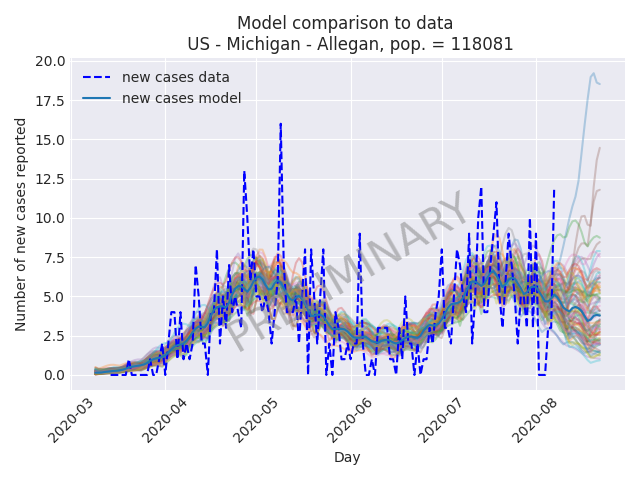 Model comparison to data
US - Michigan - Allegan, pop. = 118081
new cases data
new cases model
PRELIMINARY
Number of new cases reported
20.0
17.5
15.0
12.5
10.0
7.5
5.0
2.5
0.0
2020-03
2020-04
2020-05
2020-06
2020-07
2020-08
Day